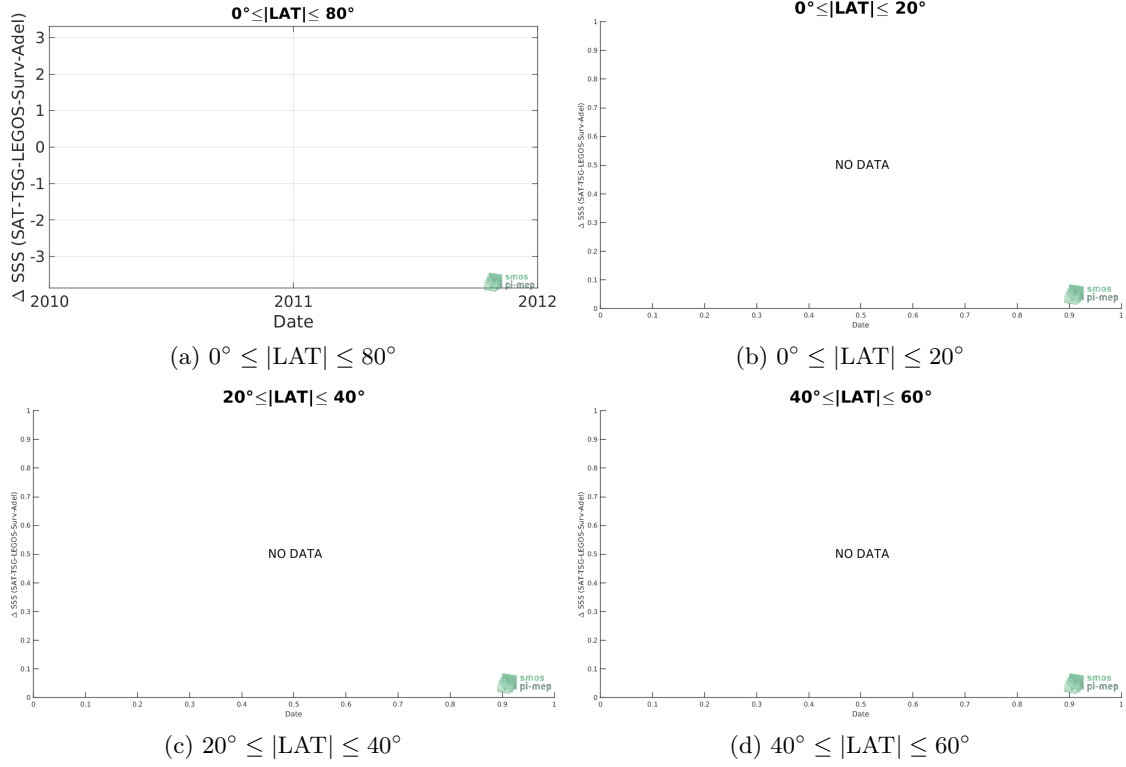 0°≤|LAT|≤ 80°
Δ SSS (SAT-TSG-LEGOS-Surv-Adel)
3
2
1
0
-1
-2
-3
2010 2011 2012
Date
smos
pi-mep
(a) 0° ≤ |LAT| ≤ 80°
0°≤|LAT|≤ 20°
Δ SSS (SAT-TSG-LEGOS-Surv-Adel)
1
0.9
0.8
0.7
0.6
0.5
0.4
0.3
0.2
0.1
0
NO DATA
0 0.1 0.2 0.3 0.4 0.5 0.6 0.7 0.8 0.9 1
Date
smos
pi-mep
(b) 0° ≤ |LAT| ≤ 20°
20°≤|LAT|≤ 40°
Δ SSS (SAT-TSG-LEGOS-Surv-Adel)
1
0.9
0.8
0.7
0.6
0.5
0.4
0.3
0.2
0.1
0
NO DATA
0 0.1 0.2 0.3 0.4 0.5 0.6 0.7 0.8 0.9 1
Date
smos
pi-mep
(c) 20° ≤ |LAT| ≤ 40°
40°≤|LAT|≤ 60°
Δ SSS (SAT-TSG-LEGOS-Surv-Adel)
1
0.9
0.8
0.7
0.6
0.5
0.4
0.3
0.2
0.1
0
NO DATA
0 0.1 0.2 0.3 0.4 0.5 0.6 0.7 0.8 0.9 1
Date
smos
pi-mep
(d) 40° ≤ |LAT| ≤ 60°